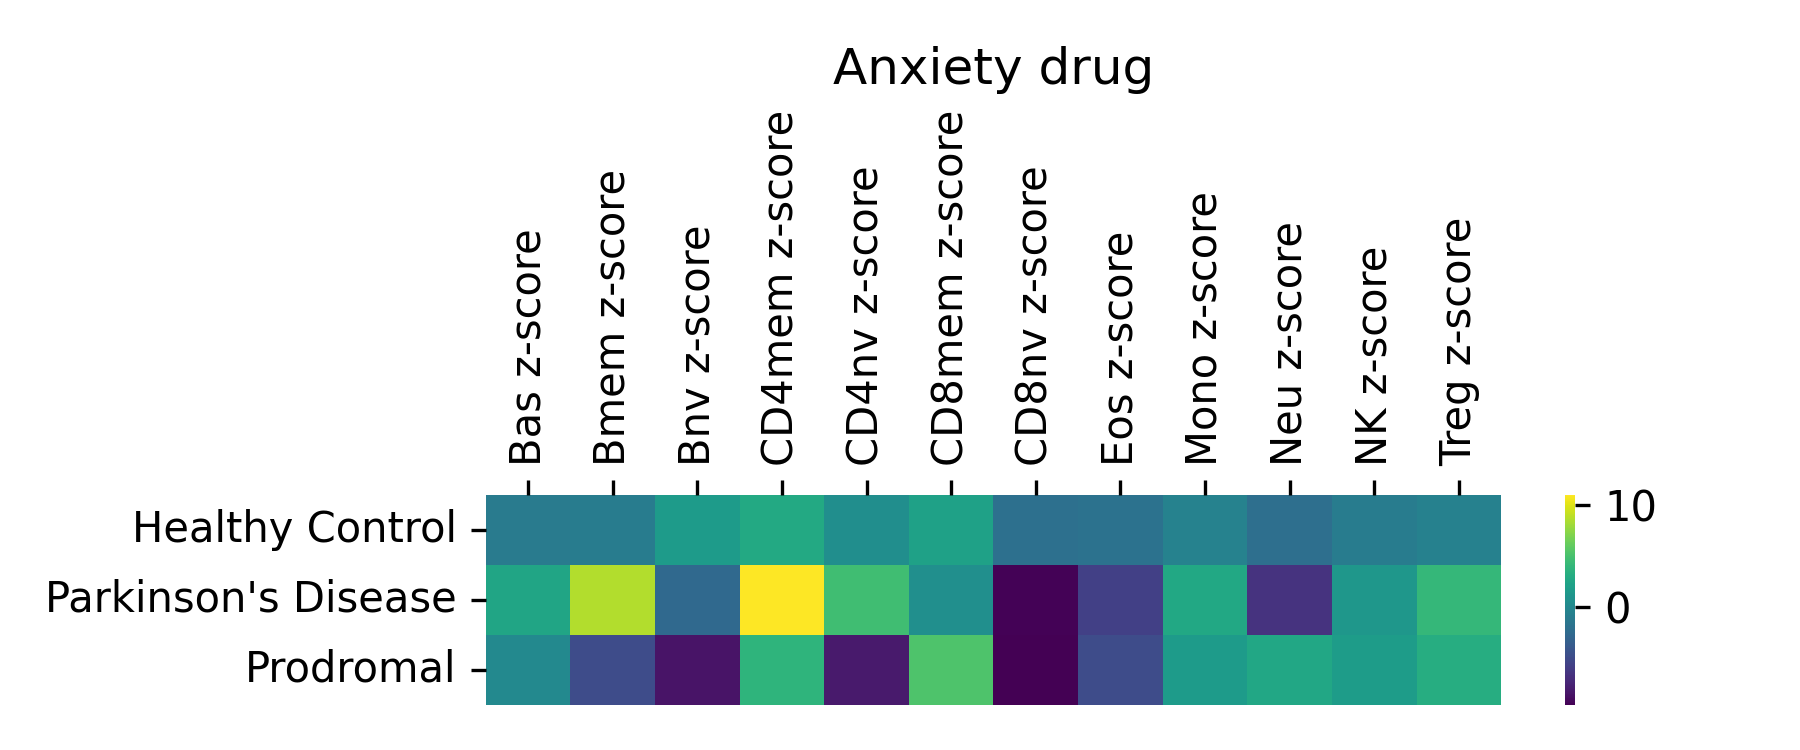 Anxiety drug
Bas z-score
Bmem z-score
Bnv z-score
CD4mem z-score
CD4nv z-score
CD8mem z-score
CD8nv z-score
Eos z-score
Mono z-score
Neu z-score
NK z-score
Treg z-score
Healthy Control
Parkinson's Disease
Prodromal
10
0